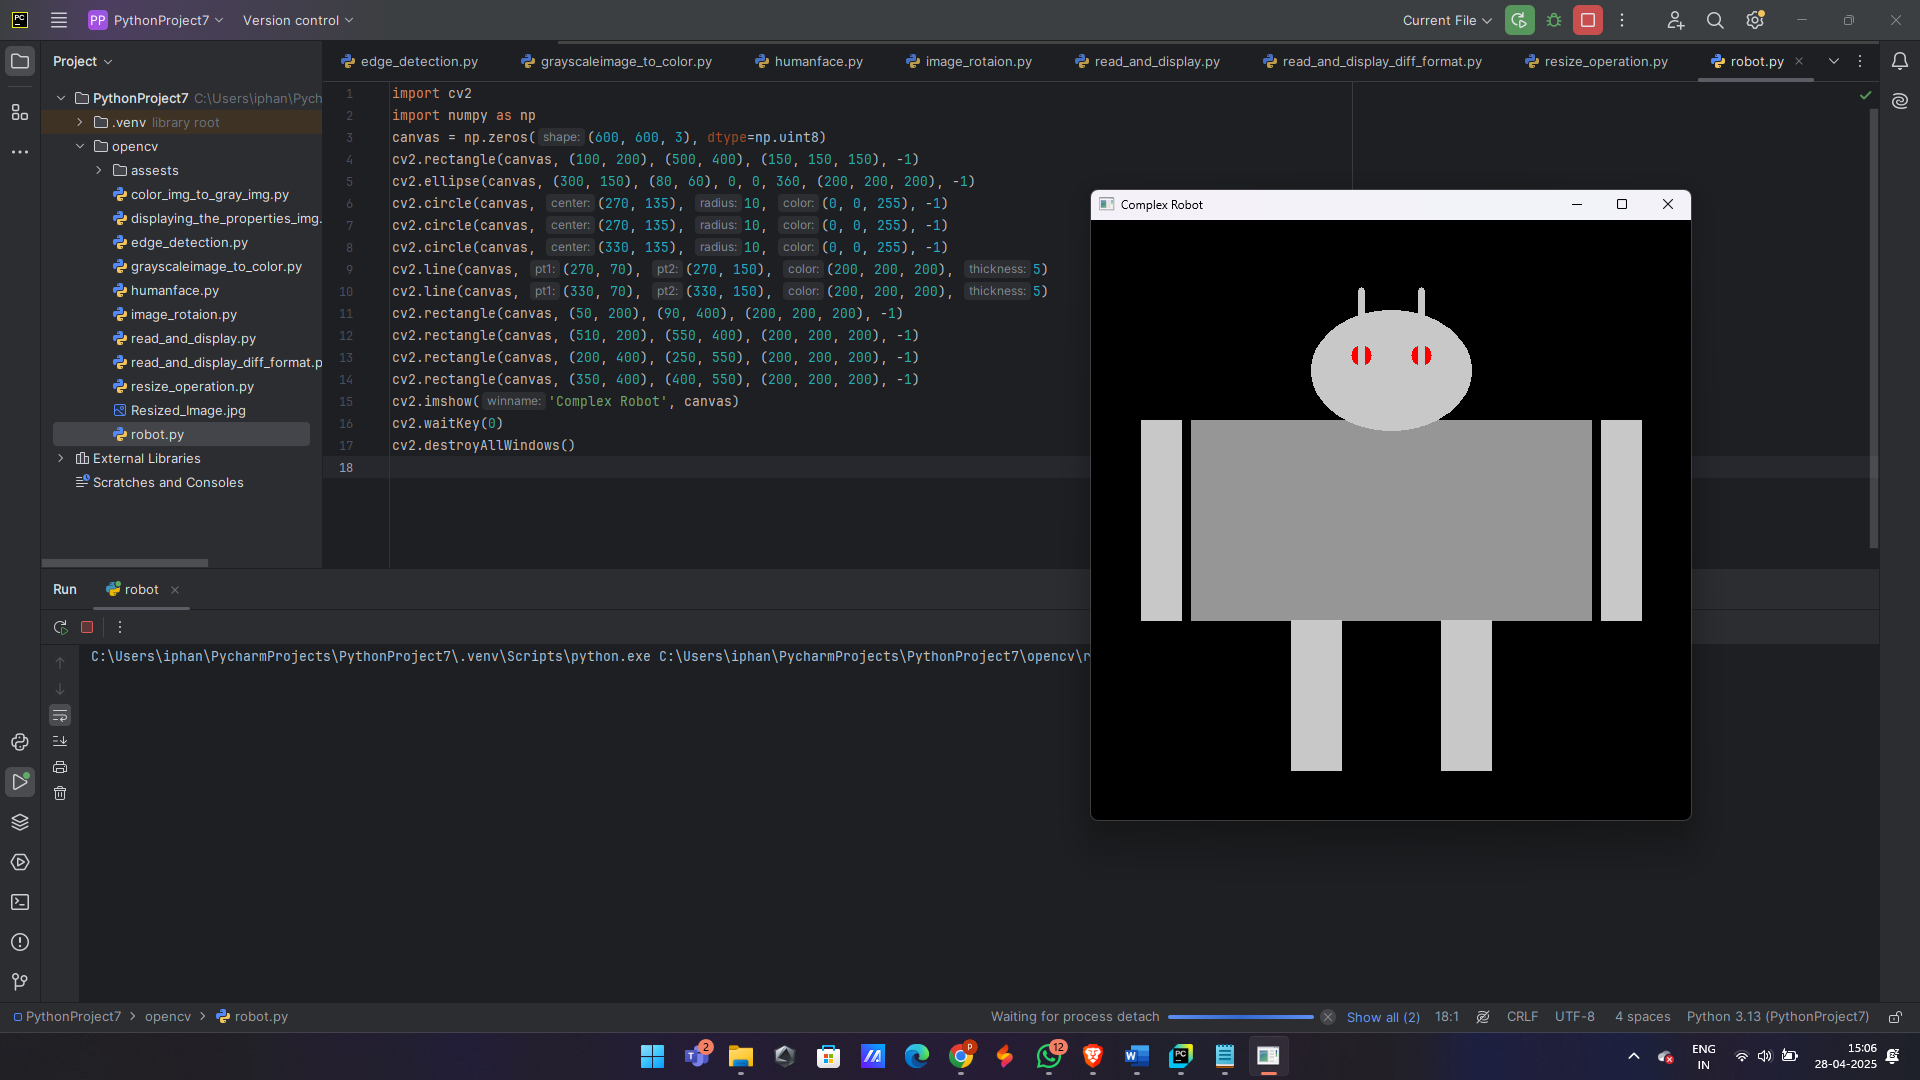 PC
PP PythonProject7 Version control
Current File
Project
edge_detection.py grayscaleimage_to_color.py humanface.py image_rotaion.py read_and_display.py read_and_display_diff_format.py resize_operation.py robot.py
PythonProject7 C:\Users\iphan\Pych
.venv library root
opencv
assests
color_img_to_gray_img.py
displaying_the_properties_img.
edge_detection.py
grayscaleimage_to_color.py
humanface.py
image_rotaion.py
read_and_display.py
read_and_display_diff_format.p
resize_operation.py
Resized_Image.jpg
robot.py
External Libraries
Scratches and Consoles
1 import cv2
2 import numpy as np
3 canvas = np.zeros( shape: (600, 600, 3), dtype=np.uint8)
4 cv2.rectangle(canvas, (100, 200), (500, 400), (150, 150, 150), -1)
5 cv2.ellipse(canvas, (300, 150), (80, 60), 0, 0, 360, (200, 200, 200), -1)
6 cv2.circle(canvas, center: (270, 135), radius: 10, color: (0, 0, 255), -1)
7 cv2.circle(canvas, center: (270, 135), radius: 10, color: (0, 0, 255), -1)
8 cv2.circle(canvas, center: (330, 135), radius: 10, color: (0, 0, 255), -1)
9 cv2.line(canvas, pt1: (270, 70), pt2: (270, 150), color: (200, 200, 200), thickness: 5)
10 cv2.line(canvas, pt1: (330, 70), pt2: (330, 150), color: (200, 200, 200), thickness: 5)
11 cv2.rectangle(canvas, (50, 200), (90, 400), (200, 200, 200), -1)
12 cv2.rectangle(canvas, (510, 200), (550, 400), (200, 200, 200), -1)
13 cv2.rectangle(canvas, (200, 400), (250, 550), (200, 200, 200), -1)
14 cv2.rectangle(canvas, (350, 400), (400, 550), (200, 200, 200), -1)
15 cv2.imshow( winname: 'Complex Robot', canvas)
16 cv2.waitKey(0)
17 cv2.destroyAllWindows()
18
Complex Robot
Run robot
C:\Users\iphan\PycharmProjects\PythonProject7\.venv\Scripts\python.exe C:\Users\iphan\PycharmProjects\PythonProject7\opencv\r
PythonProject7 opencv robot.py
Waiting for process detach Show all (2) 18:1 CRLF UTF-8 4 spaces Python 3.13 (PythonProject7)
2
P
12
PC
ENG
IN
15:06
28-04-2025